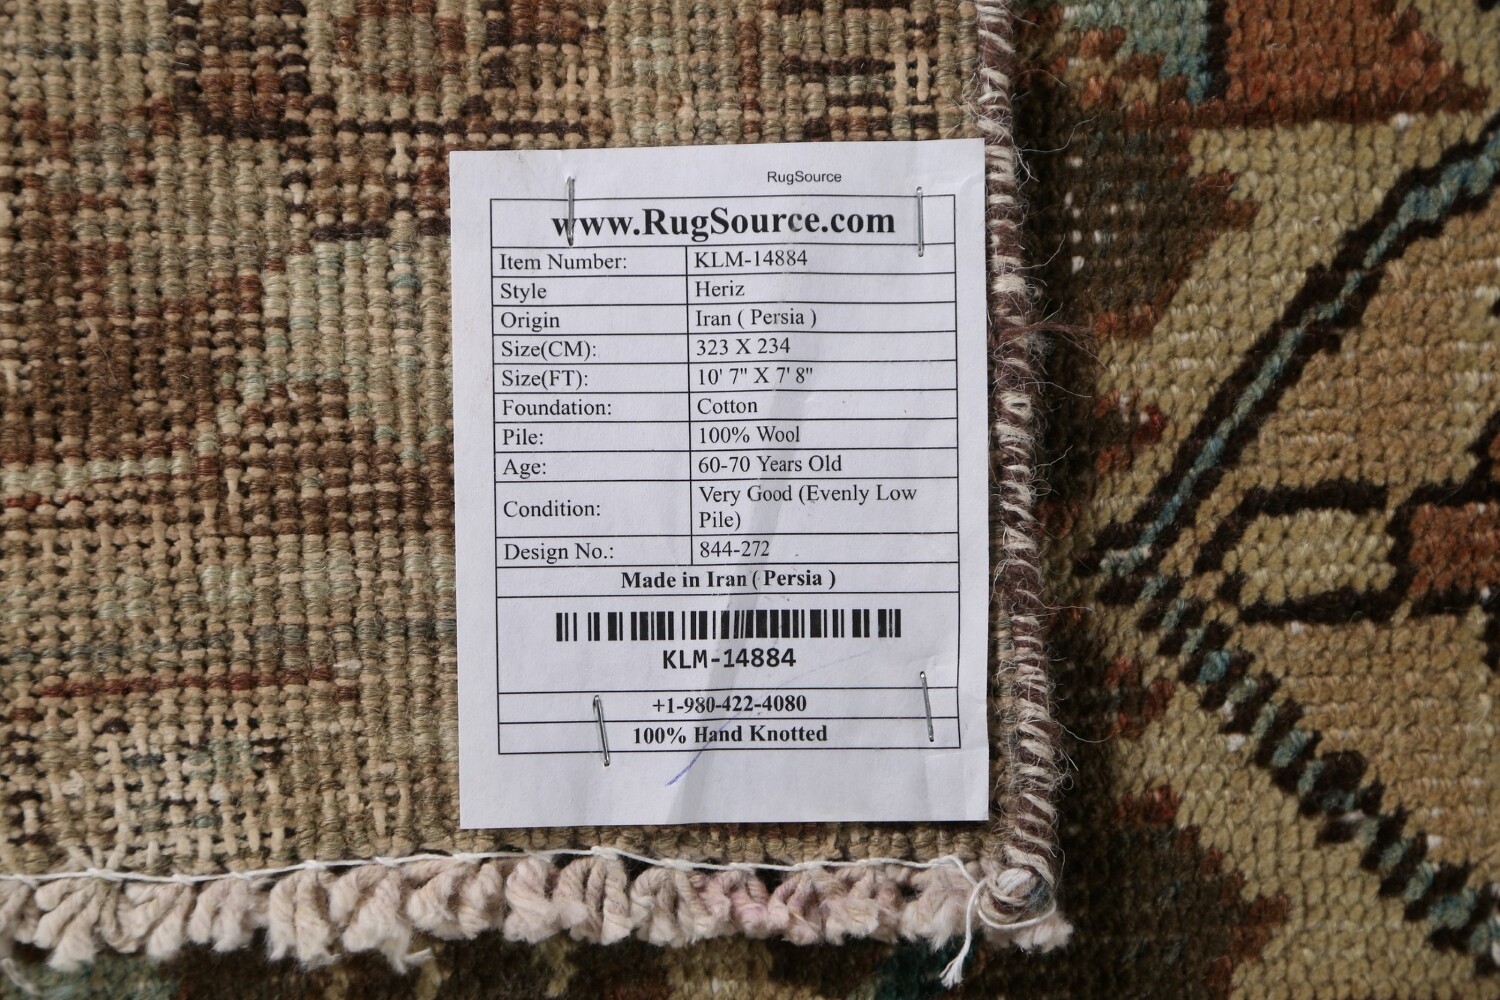 RugSource
www.RugSource.com
Item Number: KLM-14884
Style Heriz
Origin Iran ( Persia )
Size(CM): 323 X 234
Size(FT): 10' 7" X 7' 8"
Foundation: Cotton
Pile: 100% Wool
Age: 60-70 Years Old
Condition: Very Good (Evenly Low
Pile)
Design No.: 844-272
Made in Iran ( Persia )
KLM-14884
+1-980-422-4080
100% Hand Knotted